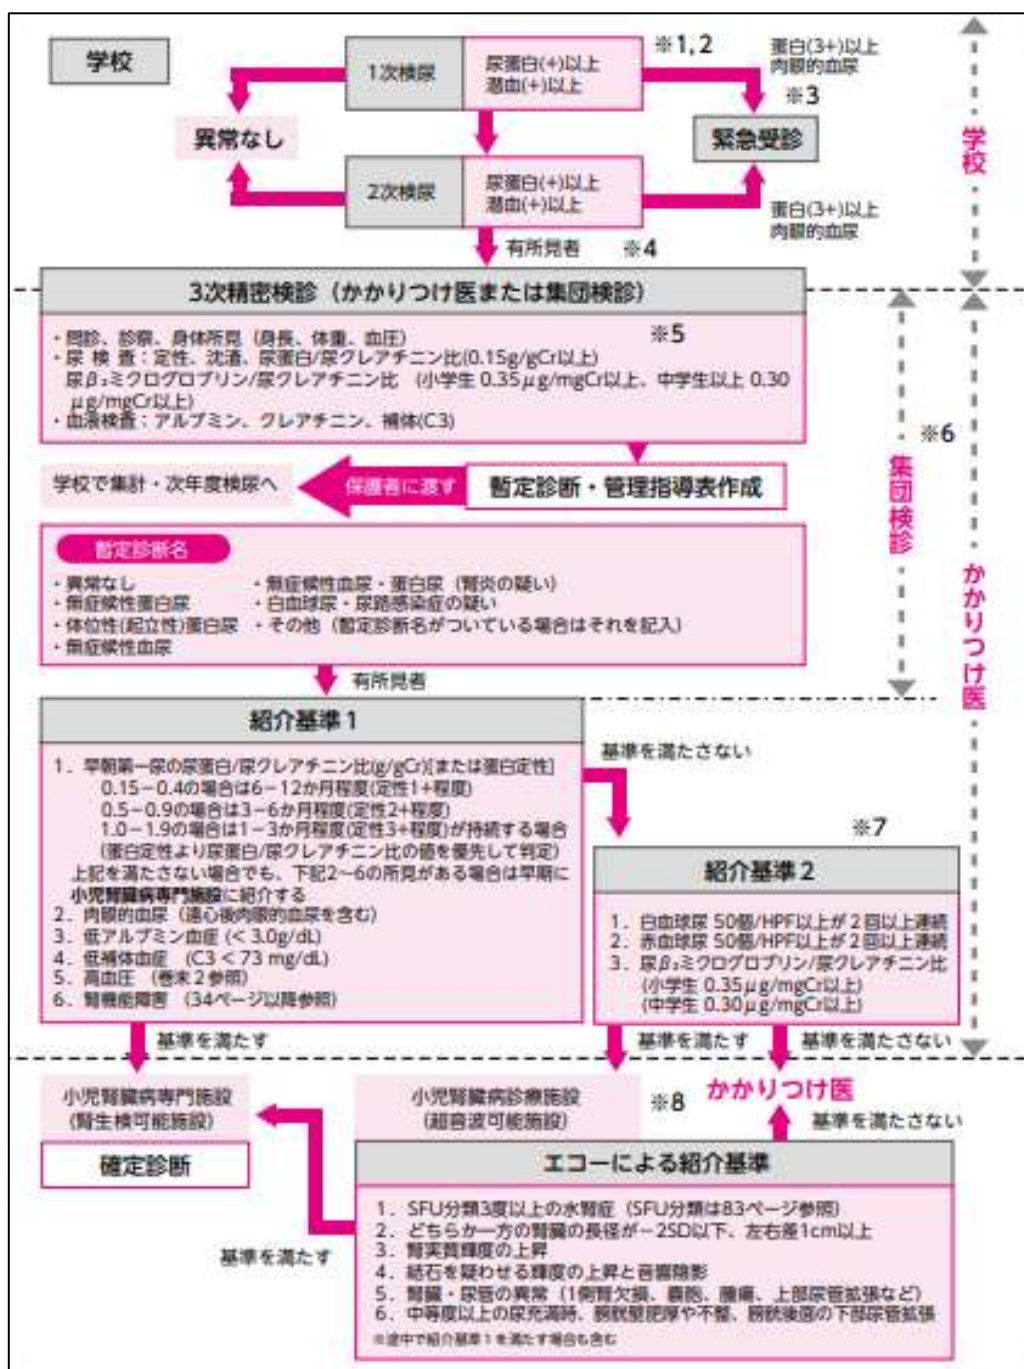 学校
1次検尿
尿蛋白(+)以上
潜血(+)以上
※1,2
蛋白(3+)以上
肉眼的血尿
※3
異常なし
緊急受診
2次検尿
尿蛋白(+)以上
潜血(+)以上
蛋白(3+)以上
肉眼的血尿
学校
有所見者
※4
3次精密検診（かかりつけ医または集団検診）
※5
・問診、診察、身体所見（身長、体重、血圧）
・尿 検 査：定性、沈渣、尿蛋白/尿クレアチニン比(0.15g/gCr以上)
尿β₂ミクログロブリン/尿クレアチニン比 （小学生 0.35μg/mgCr以上、中学生以上 0.30
μg/mgCr以上）
・血液検査：アルブミン、クレアチニン、補体(C3)
※6
集団検診
かかりつけ医
学校で集計・次年度検尿へ
保護者に渡す
暫定診断・管理指導表作成
暫定診断名
・異常なし
・無症候性蛋白尿
・体位性(起立性)蛋白尿
・無症候性血尿
・無症候性血尿・蛋白尿（腎炎の疑い）
・白血球尿・尿路感染症の疑い
・その他（暫定診断名がついている場合はそれを記入）
有所見者
紹介基準1
1．早朝第一尿の尿蛋白/尿クレアチニン比(g/gCr)[または蛋白定性]
0.15－0.4の場合は6－12か月程度(定性1+程度)
0.5－0.9の場合は3－6か月程度(定性2+程度)
1.0－1.9の場合は1－3か月程度(定性3+程度)が持続する場合
（蛋白定性より尿蛋白/尿クレアチニン比の値を優先して判定）
上記を満たさない場合でも、下記2〜6の所見がある場合は早期に
小児腎臓病専門施設に紹介する
2．肉眼的血尿（遠心後肉眼的血尿を含む）
3．低アルブミン血症 (< 3.0g/dL)
4．低補体血症 （C3 < 73 mg/dL）
5．高血圧 （巻末2参照）
6．腎機能障害 （34ページ以降参照）
基準を満たさない
※7
紹介基準2
1．白血球尿 50個/HPF以上が2回以上連続
2．赤血球尿 50個/HPF以上が2回以上連続
3．尿β₂ミクログロブリン/尿クレアチニン比
(小学生 0.35μg/mgCr以上)
(中学生 0.30μg/mgCr以上)
基準を満たす
基準を満たす
基準を満たさない
小児腎臓病専門施設
(腎生検可能施設)
確定診断
小児腎臓病診療施設
(超音波可能施設)
※8
かかりつけ医
基準を満たさない
エコーによる紹介基準
1．SFU分類3度以上の水腎症（SFU分類は83ページ参照）
2．どちらか一方の腎臓の長径が－2SD以下、左右差1cm以上
3．腎実質輝度の上昇
4．結石を疑わせる輝度の上昇と音響陰影
5．腎臓・尿管の異常（1側腎欠損、嚢胞、腫瘍、上部尿管拡張など）
6．中等度以上の尿充満時、膀胱壁肥厚や不整、膀胱後面の下部尿管拡張
※途中で紹介基準1を満たす場合も含む
基準を満たす